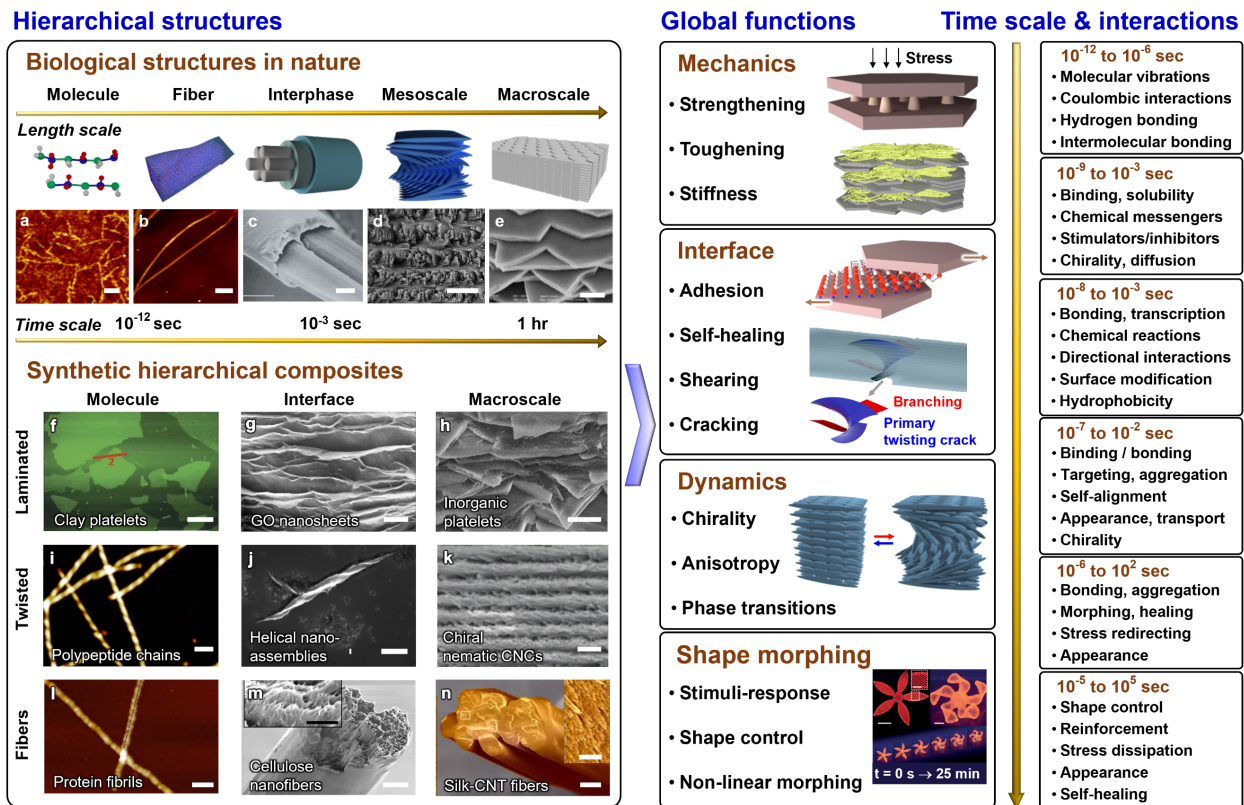 Hierarchical structures
Global functions
Time scale & interactions
Biological structures in nature
Molecule
Fiber
Interphase
Mesoscale
Macroscale
Length scale
a
b
c
d
e
Time scale
10⁻¹² sec
10⁻³ sec
1 hr
Synthetic hierarchical composites
Molecule
Interface
Macroscale
Laminated
f
2
Clay platelets
g
GO nanosheets
h
Inorganic
platelets
Twisted
i
Polypeptide chains
j
Helical nano-
assemblies
k
Chiral
nematic CNCs
Fibers
l
Protein fibrils
m
Cellulose
nanofibers
n
Silk-CNT fibers
Mechanics
Stress
• Strengthening
• Toughening
• Stiffness
Interface
• Adhesion
• Self-healing
• Shearing
• Cracking
Branching
Primary
twisting crack
Dynamics
• Chirality
• Anisotropy
• Phase transitions
Shape morphing
• Stimuli-response
• Shape control
• Non-linear morphing
t = 0 s → 25 min
10⁻¹² to 10⁻⁶ sec
• Molecular vibrations
• Coulombic interactions
• Hydrogen bonding
• Intermolecular bonding
10⁻⁹ to 10⁻³ sec
• Binding, solubility
• Chemical messengers
• Stimulators/inhibitors
• Chirality, diffusion
10⁻⁸ to 10⁻³ sec
• Bonding, transcription
• Chemical reactions
• Directional interactions
• Surface modification
• Hydrophobicity
10⁻⁷ to 10⁻² sec
• Binding / bonding
• Targeting, aggregation
• Self-alignment
• Appearance, transport
• Chirality
10⁻⁶ to 10² sec
• Bonding, aggregation
• Morphing, healing
• Stress redirecting
• Appearance
10⁻⁵ to 10⁵ sec
• Shape control
• Reinforcement
• Stress dissipation
• Appearance
• Self-healing